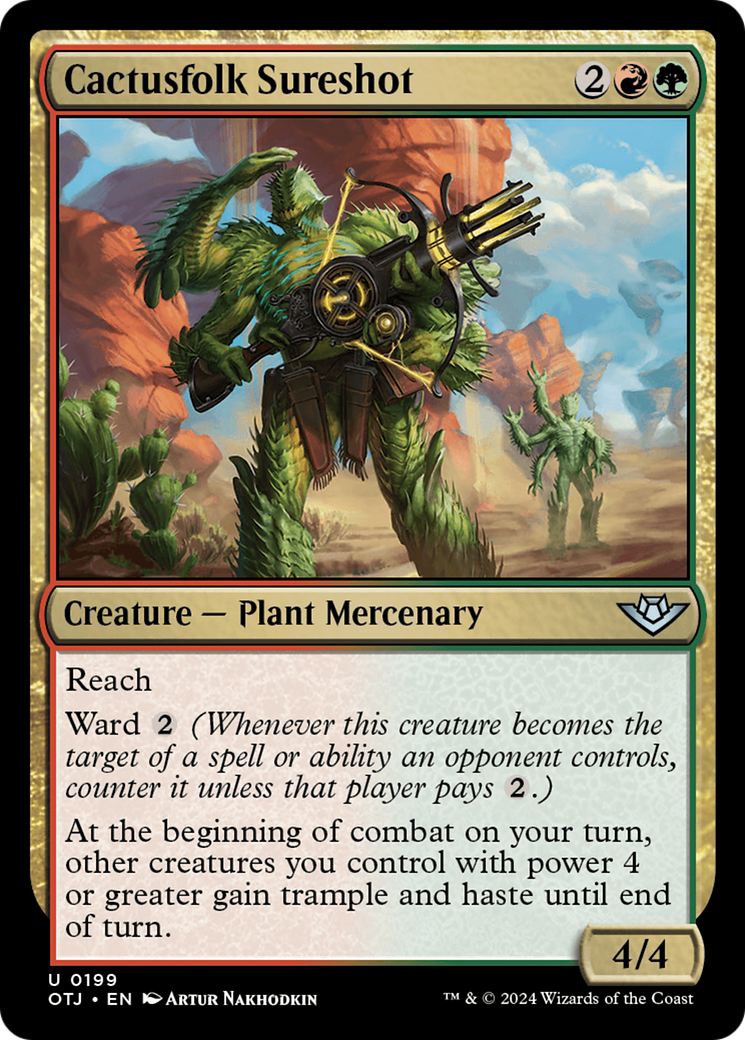 Cactusfolk Sureshot 2
Creature — Plant Mercenary
Reach
Ward 2 (Whenever this creature becomes the
target of a spell or ability an opponent controls,
counter it unless that player pays 2.)
At the beginning of combat on your turn,
other creatures you control with power 4
or greater gain trample and haste until end
of turn.
4/4
U 0199
OTJ • EN Artur Nakhodkin
™ & © 2024 Wizards of the Coast